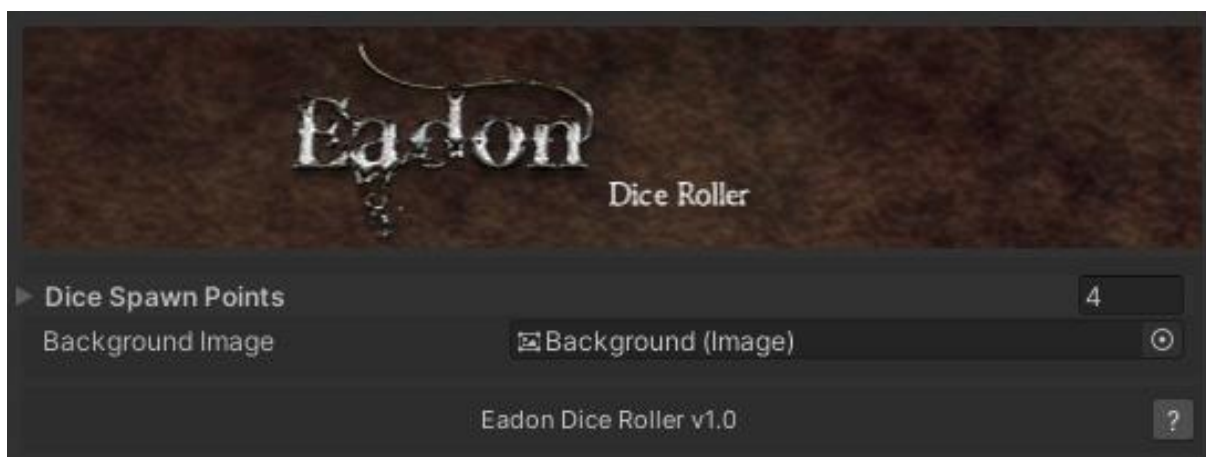 Eadon
Dice Roller
Dice Spawn Points 4
Background Image Background (Image)
Eadon Dice Roller v1.0 ?